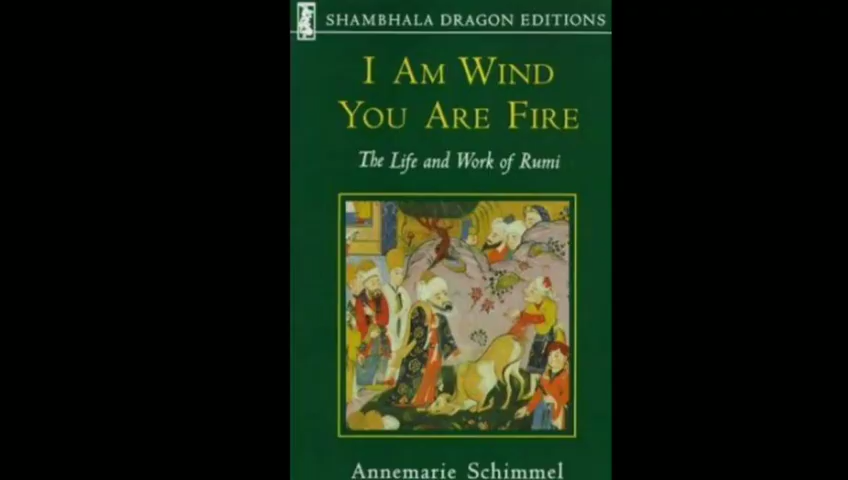 SHAMBHALA DRAGON EDITIONS
I AM WIND
YOU ARE FIRE
The Life and Work of Rumi
Annemarie Schimmel